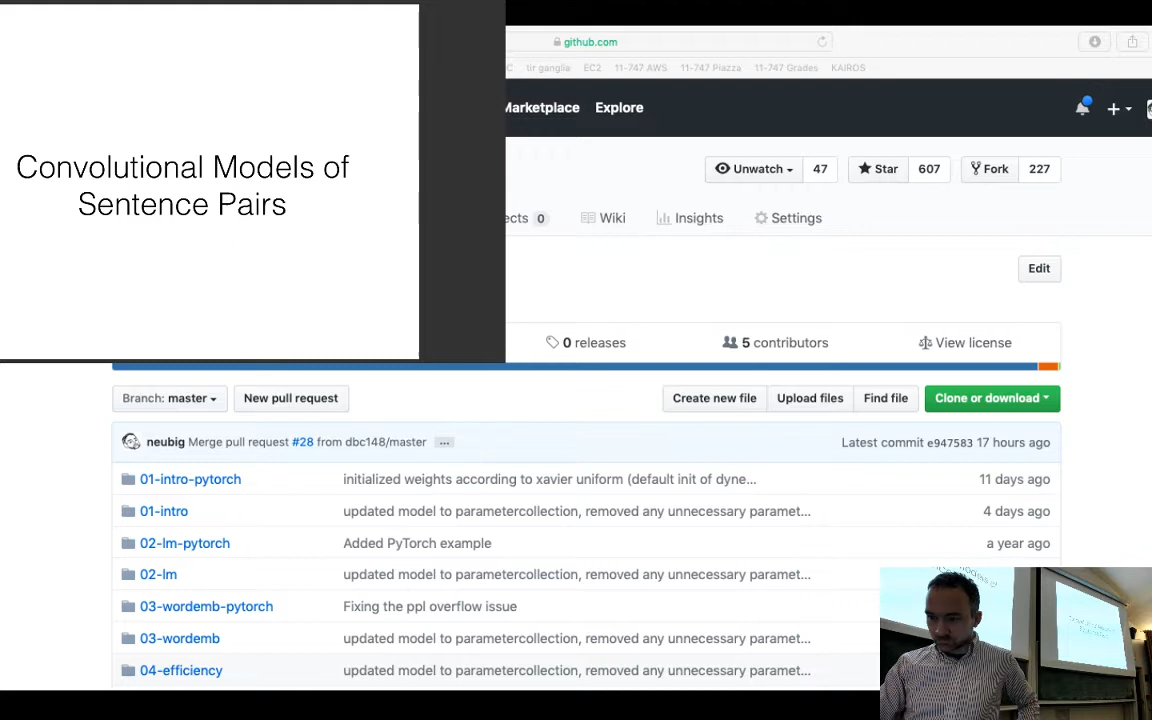 Convolutional Models of
Sentence Pairs
github.com
tir ganglia EC2 11-747 AWS 11-747 Piazza 11-747 Grades KAIROS
Marketplace Explore
Unwatch 47 Star 607 Fork 227
ects 0 Wiki Insights Settings
Edit
0 releases 5 contributors View license
Branch: master New pull request Create new file Upload files Find file Clone or download
neubig Merge pull request #28 from dbc148/master ... Latest commit e947583 17 hours ago
01-intro-pytorch initialized weights according to xavier uniform (default init of dyne... 11 days ago
01-intro updated model to parametercollection, removed any unnecessary paramet... 4 days ago
02-lm-pytorch Added PyTorch example a year ago
02-lm updated model to parametercollection, removed any unnecessary paramet...
03-wordemb-pytorch Fixing the ppl overflow issue
03-wordemb updated model to parametercollection, removed any unnecessary paramet...
04-efficiency updated model to parametercollection, removed any unnecessary paramet...